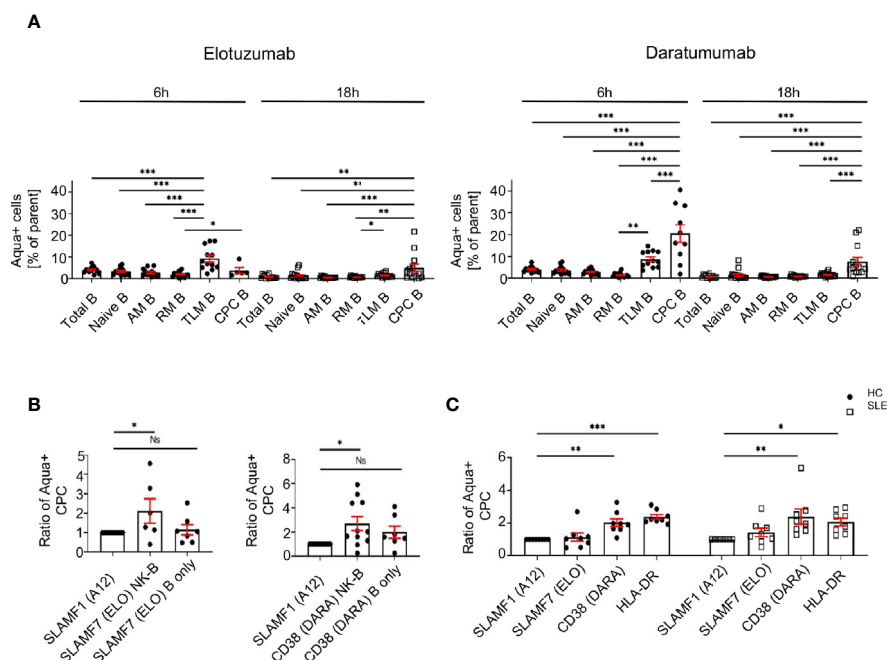 A
Elotuzumab
Daratumumab
6h
18h
6h
18h
***
***
***
***
*
**
**
***
**
*
***
***
***
***
***
**
***
***
***
***
***
Aqua+ cells
[% of parent]
40
30
20
10
0
Total B
Naive B
AM B
RM B
TLM B
CPC B
Total B
Naive B
AM B
RM B
TLM B
CPC B
Aqua+ cells
[% of parent]
40
30
20
10
0
Total B
Naive B
AM B
RM B
TLM B
CPC B
Total B
Naive B
AM B
RM B
TLM B
CPC B
B
*
Ns
Ratio of Aqua+
CPC
5
4
3
2
1
0
SLAMF1 (A12)
SLAMF7 (ELO) NK-B
SLAMF7 (ELO) B only
*
Ns
Ratio of Aqua+
CPC
8
6
4
2
0
SLAMF1 (A12)
CD38 (DARA) NK-B
CD38 (DARA) B only
C
HC
SLE
***
**
*
**
Ratio of Aqua+
CPC
6
4
2
0
SLAMF1 (A12)
SLAMF7 (ELO)
CD38 (DARA)
HLA-DR
SLAMF1 (A12)
SLAMF7 (ELO)
CD38 (DARA)
HLA-DR